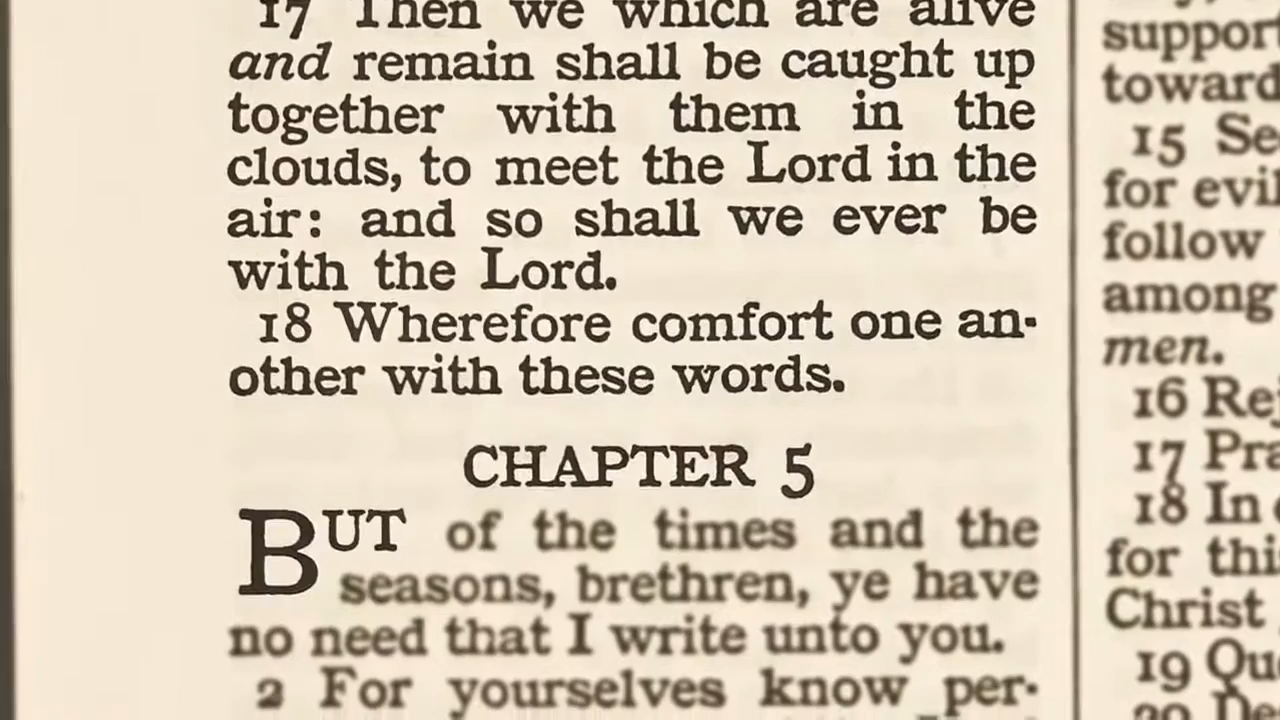 17 Then we which are alive
and remain shall be caught up
together with them in the
clouds, to meet the Lord in the
air: and so shall we ever be
with the Lord.
18 Wherefore comfort one an-
other with these words.
CHAPTER 5
BUT of the times and the
seasons, brethren, ye have
no need that I write unto you.
2 For yourselves know per-
support
toward
15 Se
for evil
follow
among
men.
16 Rej
17 Pra
18 In
for thi
Christ
19 Que
20 De